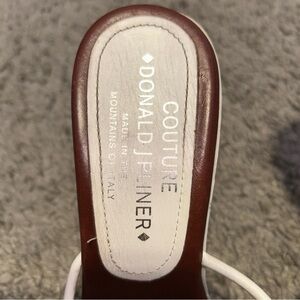 COUTURE
◆DONALD J PLINER◆
MADE IN THE
MOUNTAINS OF ITALY